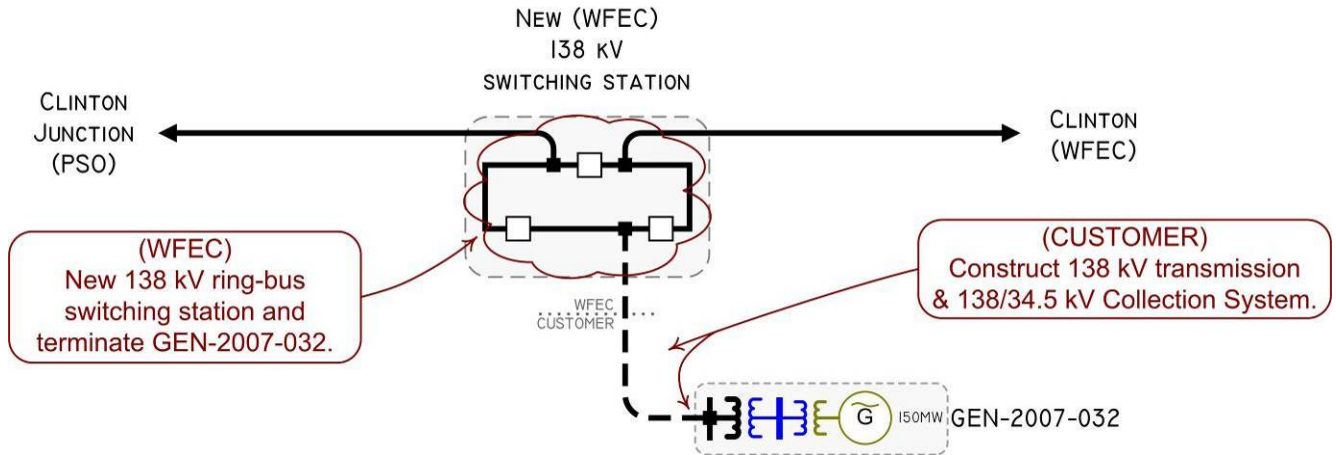 NEW (WFEC)
138 KV
SWITCHING STATION
CLINTON
JUNCTION
(PSO)
CLINTON
(WFEC)
(WFEC)
New 138 kV ring-bus
switching station and
terminate GEN-2007-032.
(CUSTOMER)
Construct 138 kV transmission
& 138/34.5 kV Collection System.
WFEC
CUSTOMER
G
150MW
GEN-2007-032